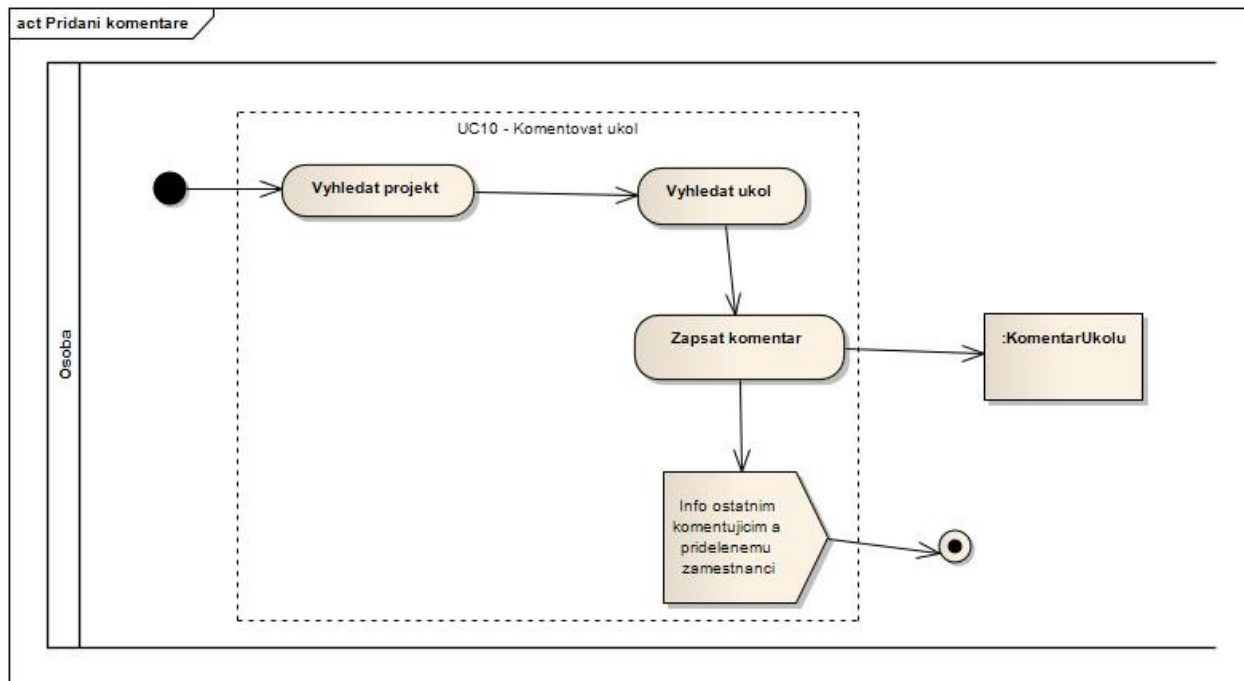 act Pridani komentare
Osoba
UC10 - Komentovat ukol
Vyhledat projekt
Vyhledat ukol
Zapsat komentar
:KomentarUkolu
Info ostatnim
komentujicim a
pridelenemu
zamestnanci